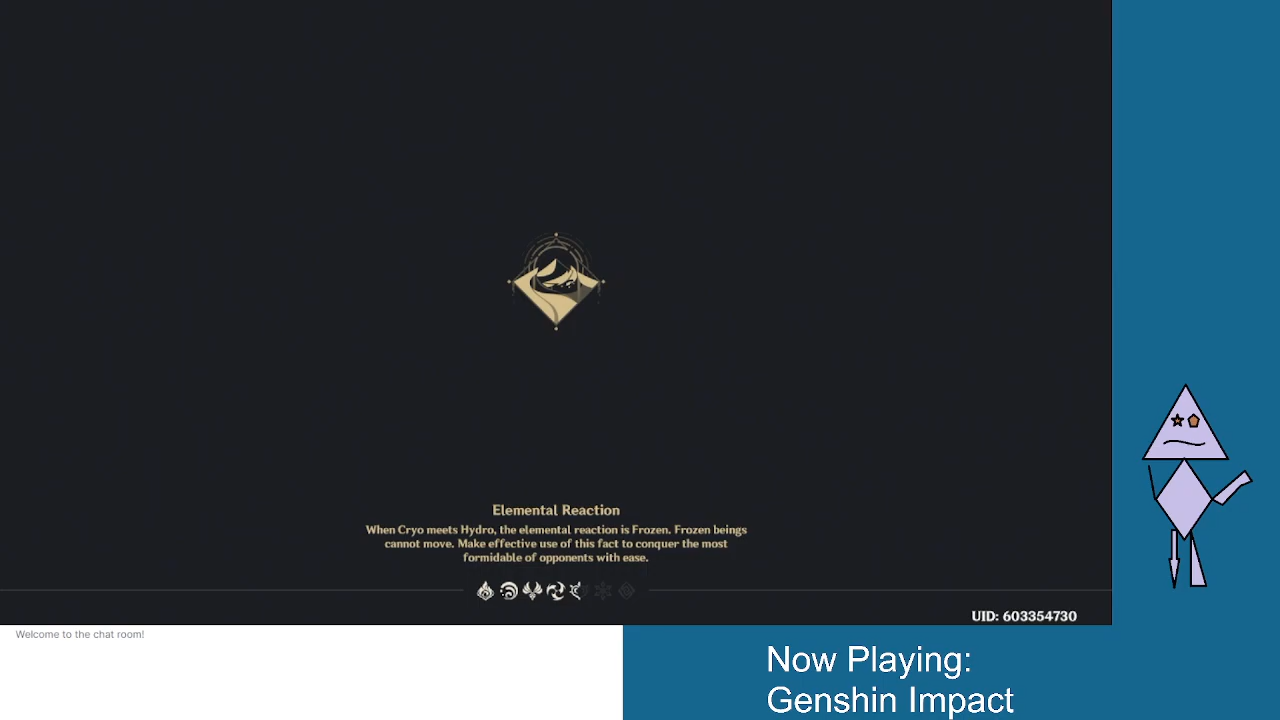 Elemental Reaction
When Cryo meets Hydro, the elemental reaction is Frozen. Frozen beings
cannot move. Make effective use of this fact to conquer the most
formidable of opponents with ease.
UID: 603354730
Welcome to the chat room!
Now Playing:
Genshin Impact